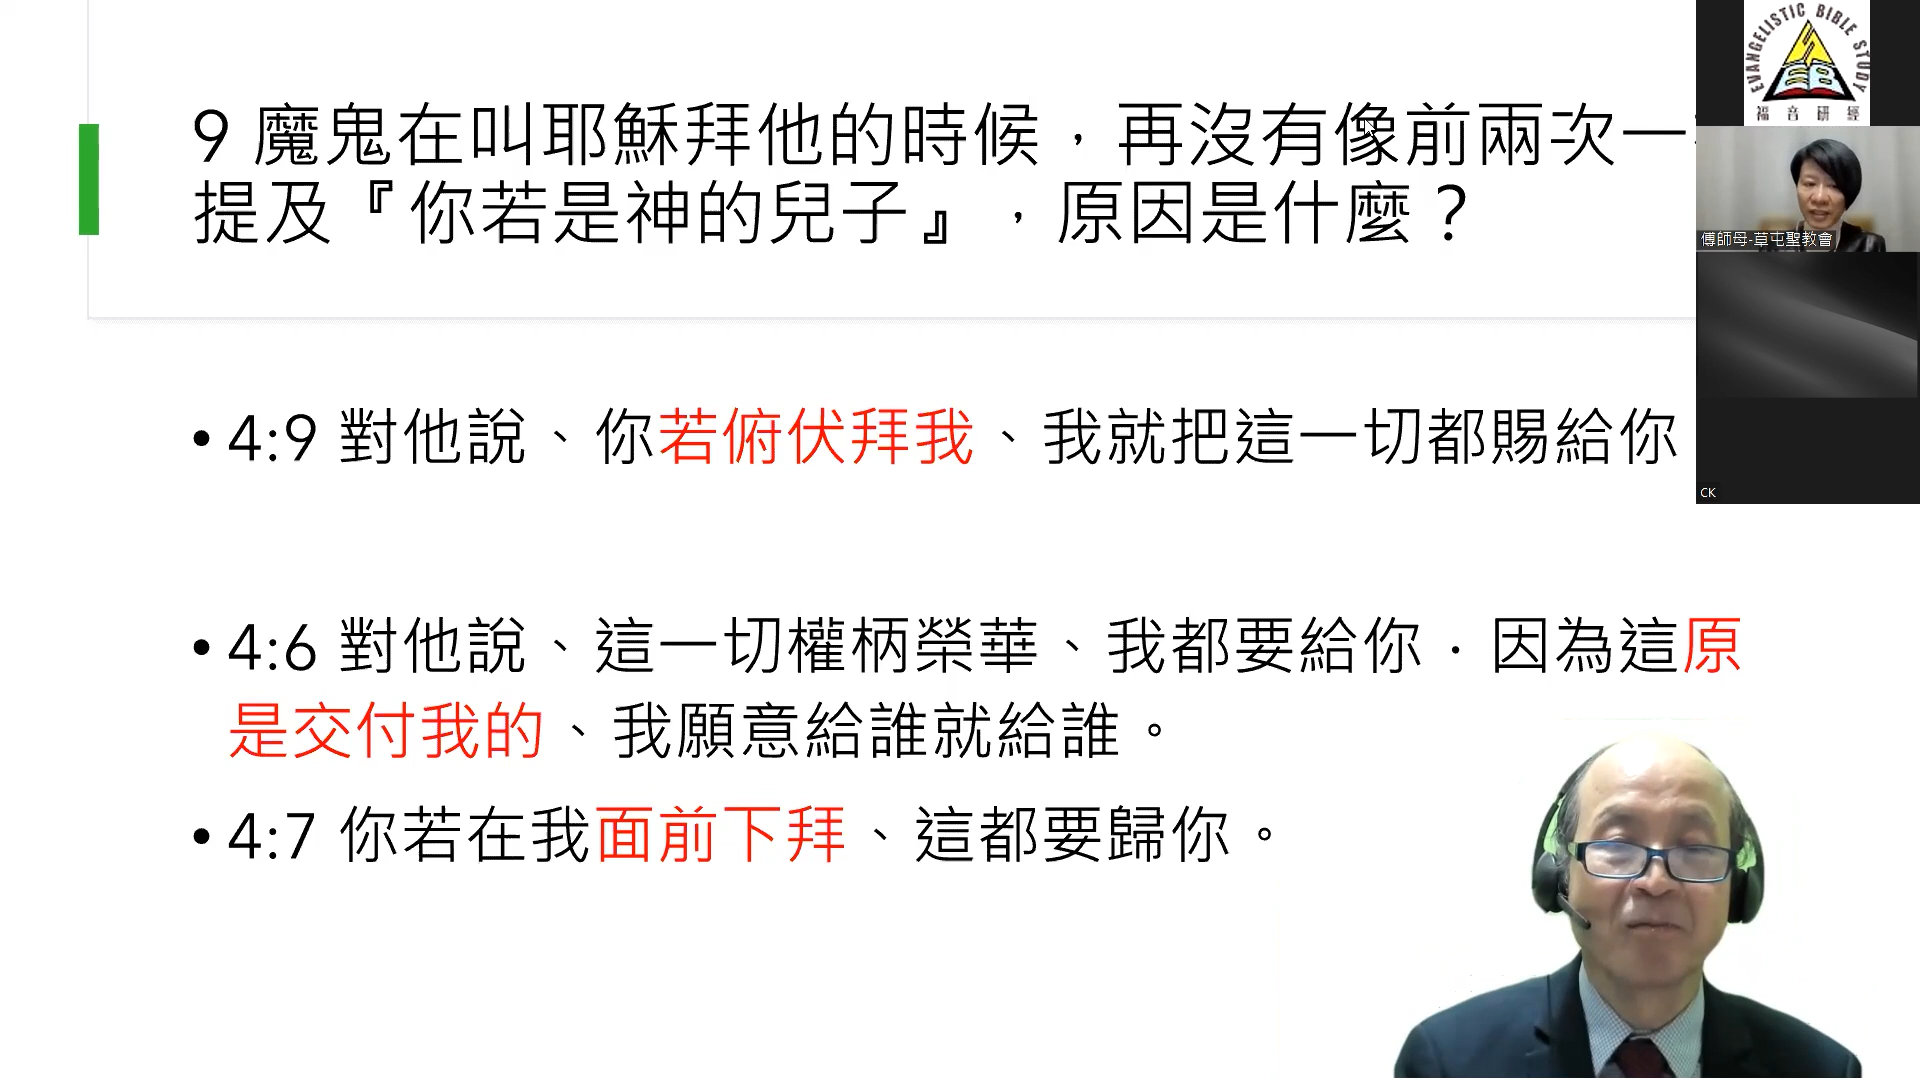 9 魔鬼在叫耶穌拜他的時候，再沒有像前兩次一
提及『你若是神的兒子』，原因是什麼？
• 4:9 對他說、你若俯伏拜我、我就把這一切都賜給你
• 4:6 對他說、這一切權柄榮華、我都要給你．因為這原
是交付我的、我願意給誰就給誰。
• 4:7 你若在我面前下拜、這都要歸你。
EVANGELISTIC BIBLE STUDY
EB
福音研經
傅師母-草屯聖教會
CK